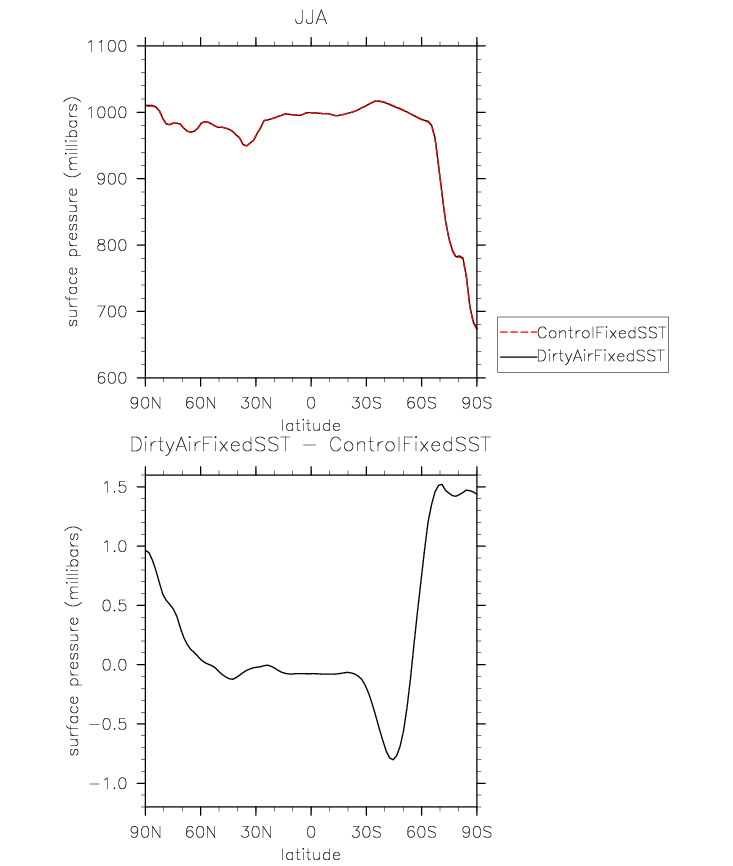 JJA
1100
1000
900
800
700
600
surface pressure (millibars)
90N 60N 30N 0 30S 60S 90S
latitude
ControlFixedSST
DirtyAirFixedSST
DirtyAirFixedSST − ControlFixedSST
1.5
1.0
0.5
0.0
−0.5
−1.0
surface pressure (millibars)
90N 60N 30N 0 30S 60S 90S
latitude